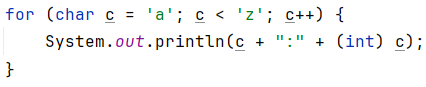 for (char c = 'a'; c < 'z'; c++) {
    System.out.println(c + ":" + (int) c);
}